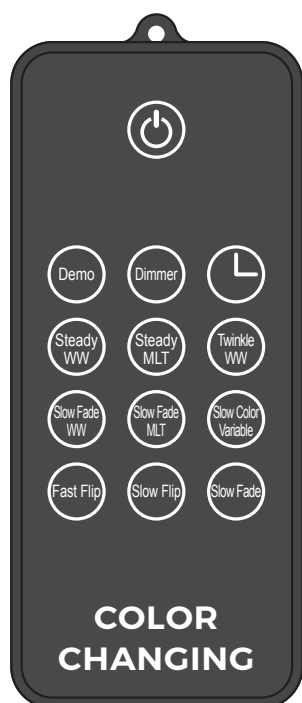 Demo
Dimmer
Steady
WW
Steady
MLT
Twinkle
WW
Slow Fade
WW
Slow Fade
MLT
Slow Color
Variable
Fast Flip
Slow Flip
Slow Fade
COLOR
CHANGING